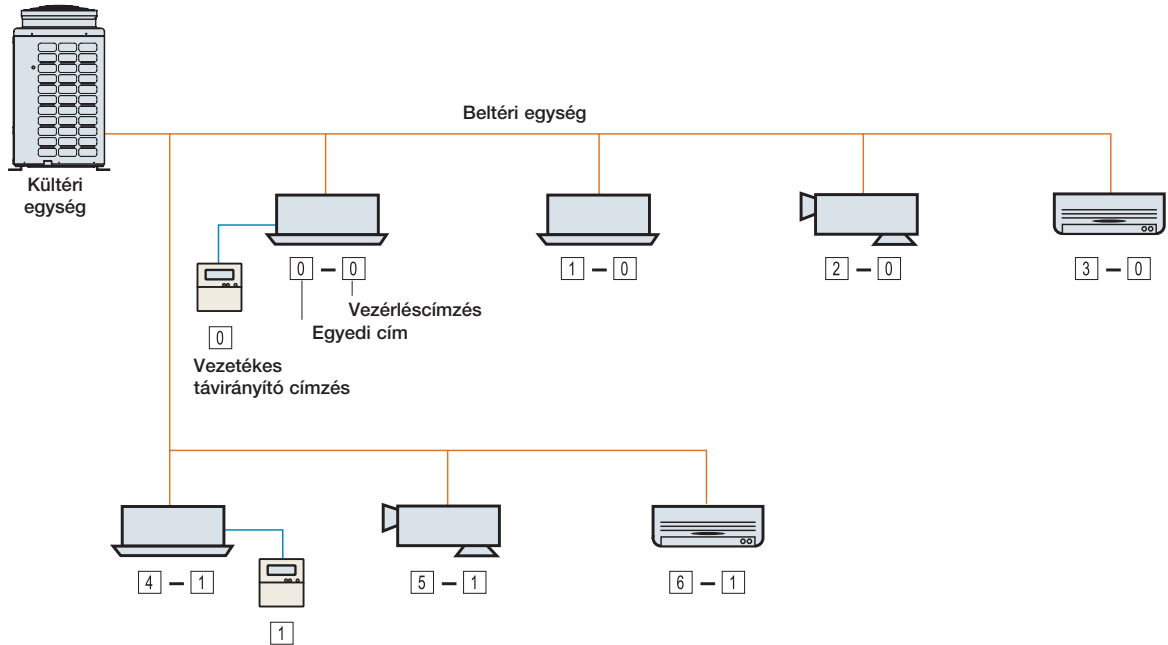 Beltéri egység
Kültéri
egység
0 – 0
1 – 0
2 – 0
3 – 0
Vezérléscímzés
Egyedi cím
0
Vezetékes
távirányító címzés
4 – 1
5 – 1
6 – 1
1